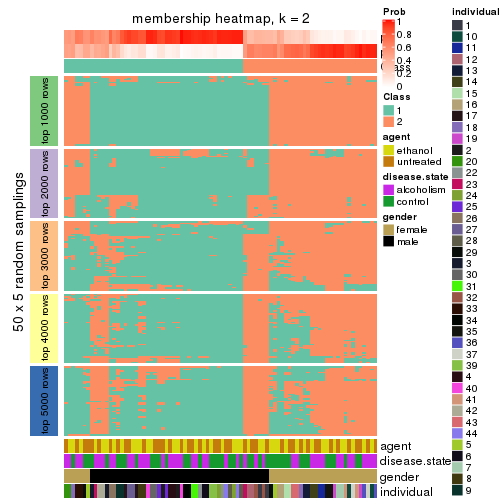 membership heatmap, k = 2
50 x 5 random samplings
top 1000 rows
top 2000 rows
top 3000 rows
top 4000 rows
top 5000 rows
p
p
Class
agent
disease.state
gender
individual
Prob
1
0.8
0.6
0.4
0.2
0
Class
1
2
agent
ethanol
untreated
disease.state
akoholism
control
gender
female
male
individual
1
10
11
12
13
14
15
16
17
18
19
2
20
22
23
24
25
26
27
28
29
3
30
31
32
33
34
35
36
37
39
4
40
41
42
43
44
5
6
7
8
9